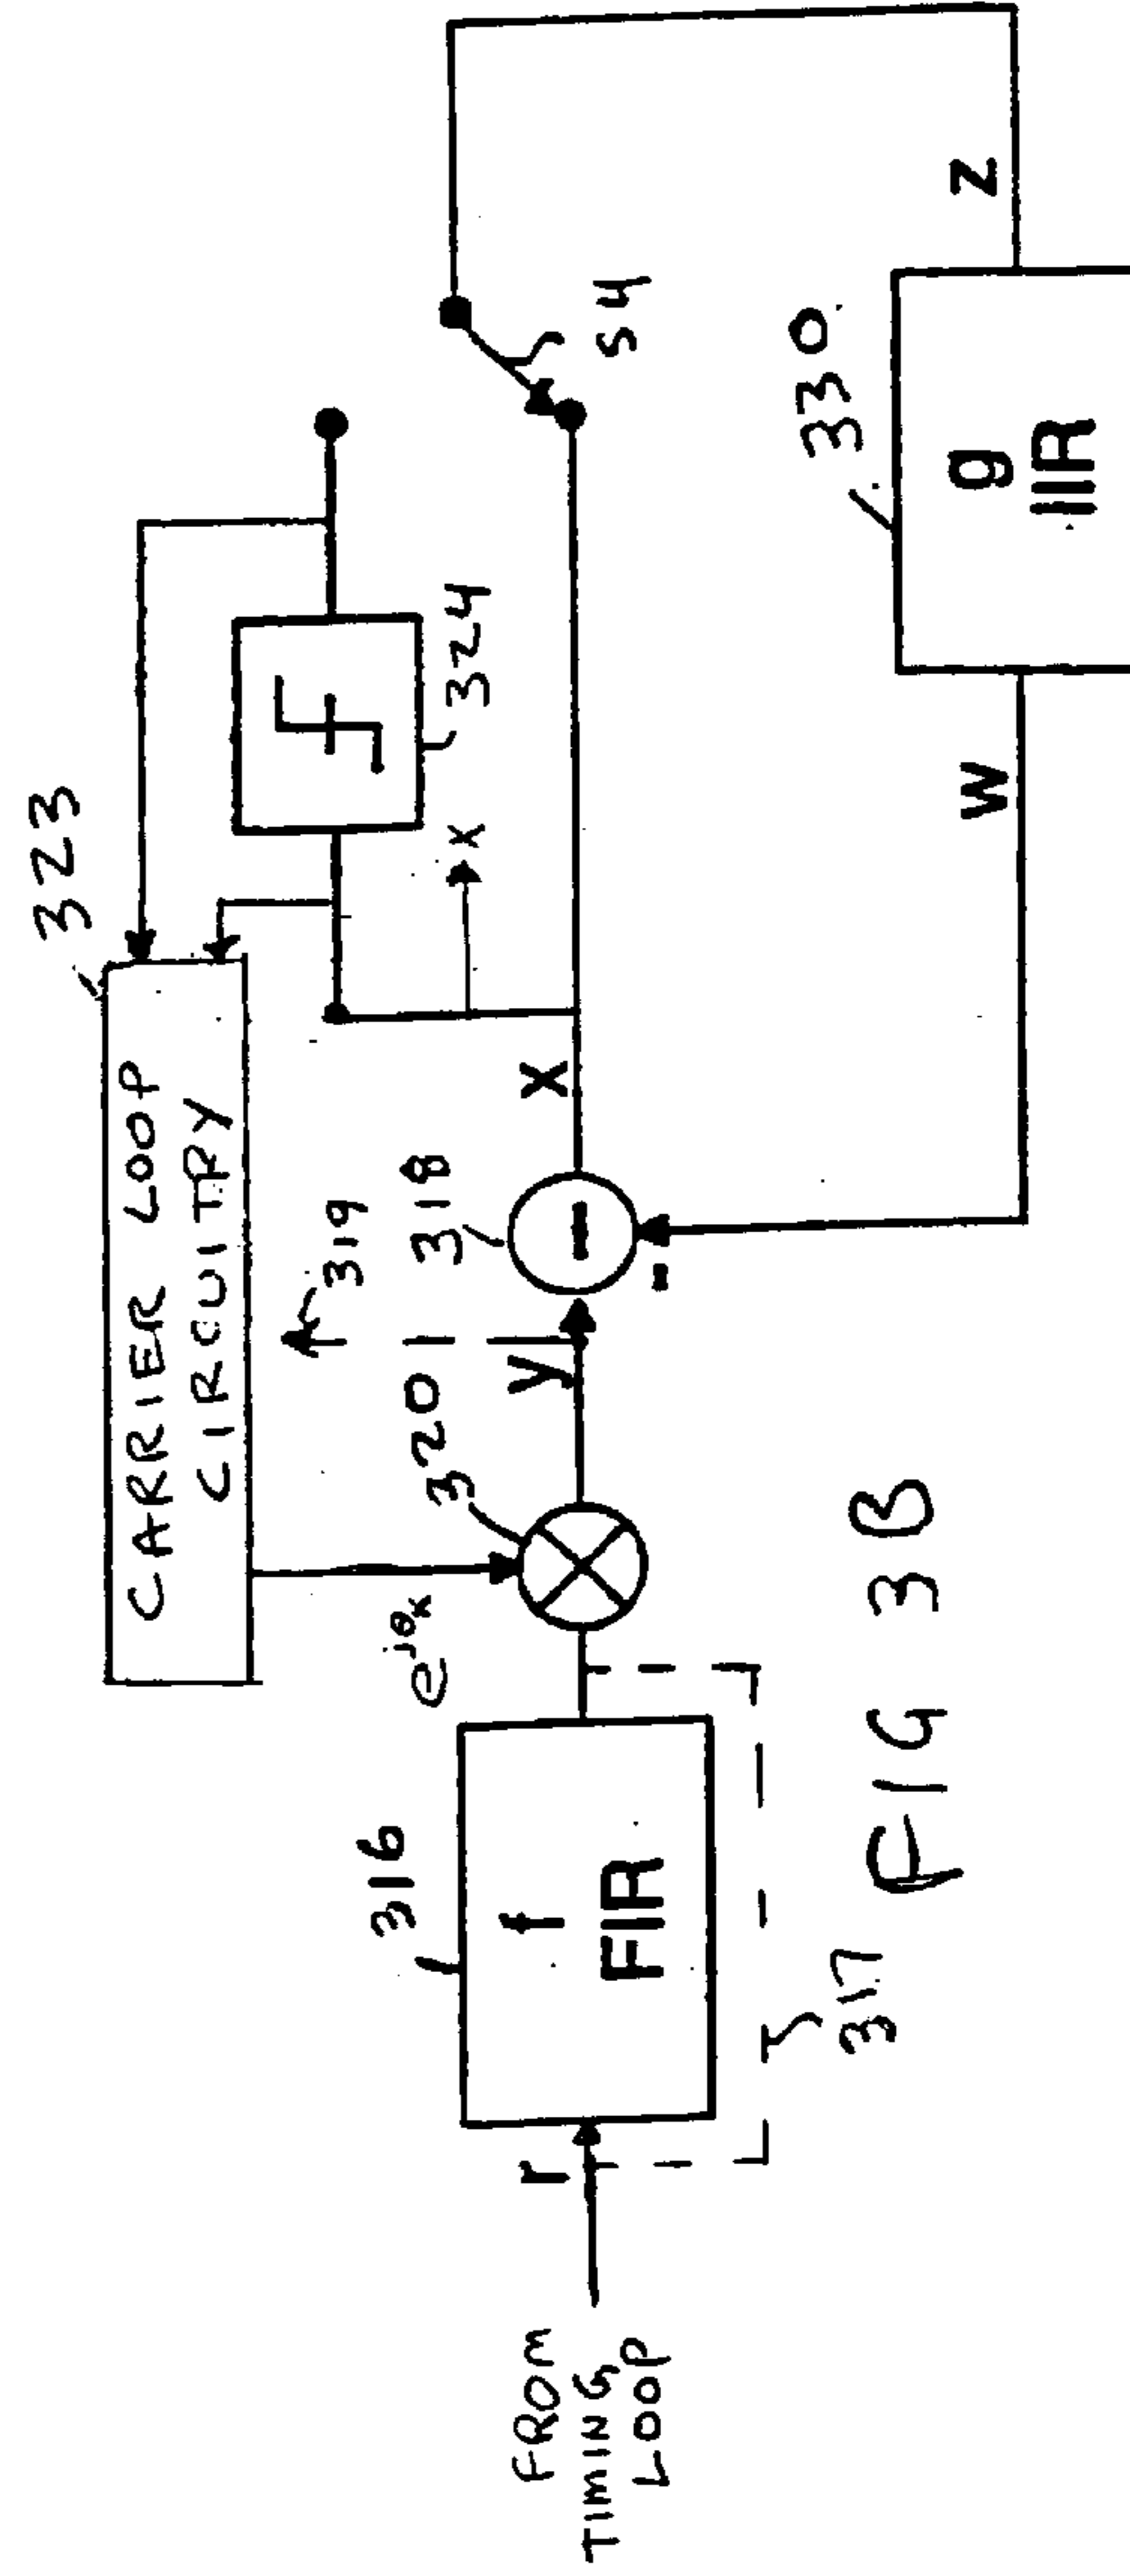 323
CARRIER LOOP
CIRCUITRY
324
X
319
318
X
S4
e^jθK
320
y
316
f
FIR
r
FROM
TIMING
LOOP
317
-
W
330
g
IIR
Z
FIG 3B